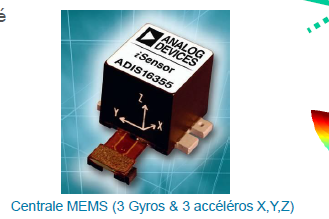 é
ANALOG
DEVICES
iSensor
ADIS16355
Z
Y
X
Centrale MEMS (3 Gyros & 3 accéléros X,Y,Z)